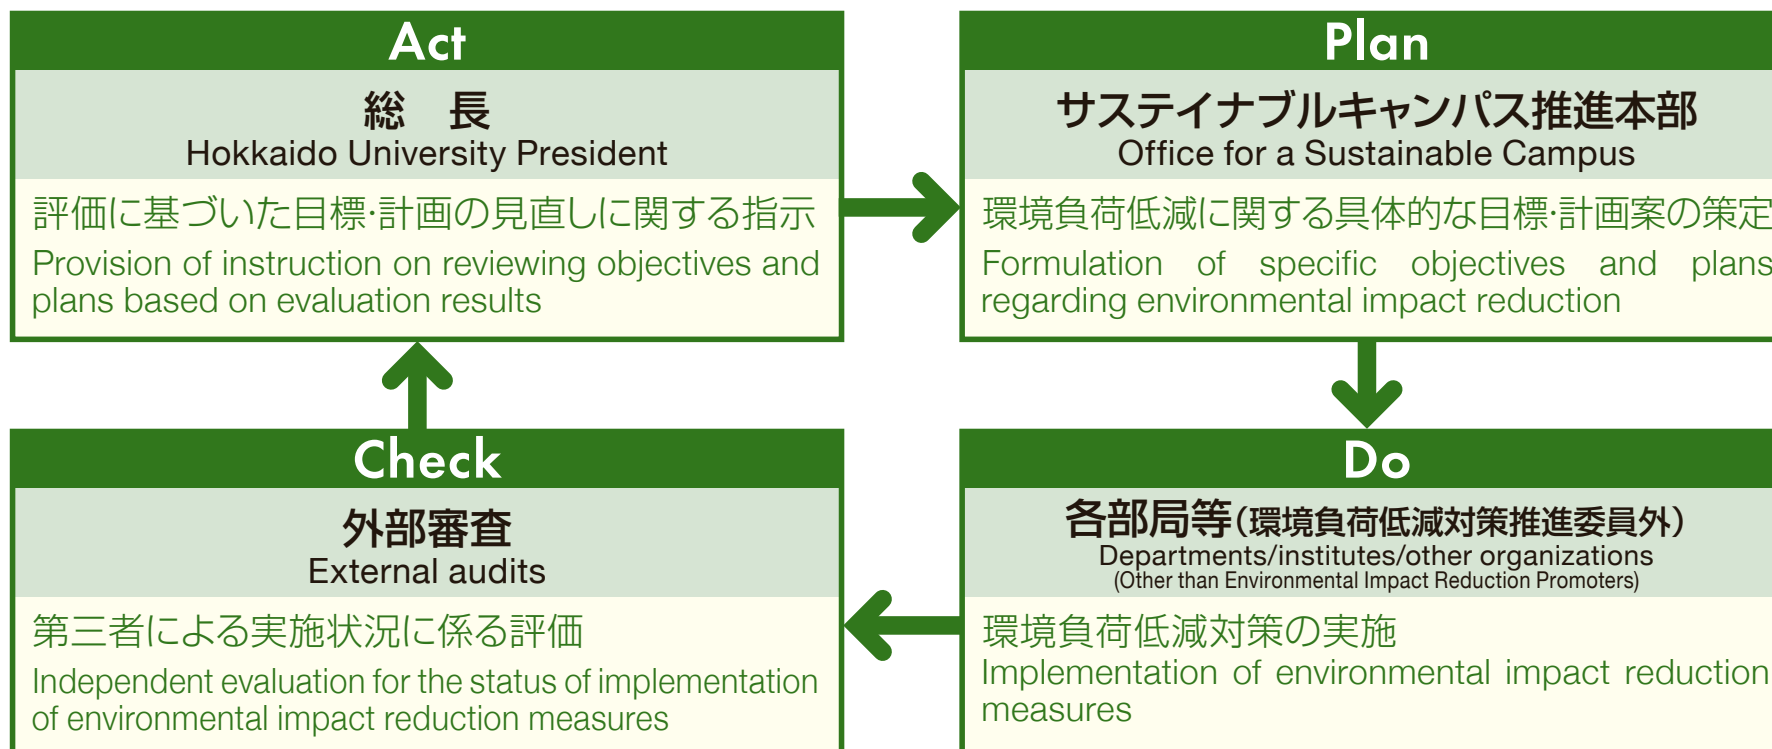 Act
総　長
Hokkaido University President
評価に基づいた目標・計画の見直しに関する指示
Provision of instruction on reviewing objectives and
plans based on evaluation results
Plan
サステイナブルキャンパス推進本部
Office for a Sustainable Campus
環境負荷低減に関する具体的な目標・計画案の策定
Formulation of specific objectives and plans
regarding environmental impact reduction
Check
外部審査
External audits
第三者による実施状況に係る評価
Independent evaluation for the status of implementation
of environmental impact reduction measures
Do
各部局等（環境負荷低減対策推進委員外）
Departments/institutes/other organizations
(Other than Environmental Impact Reduction Promoters)
環境負荷低減対策の実施
Implementation of environmental impact reduction
measures